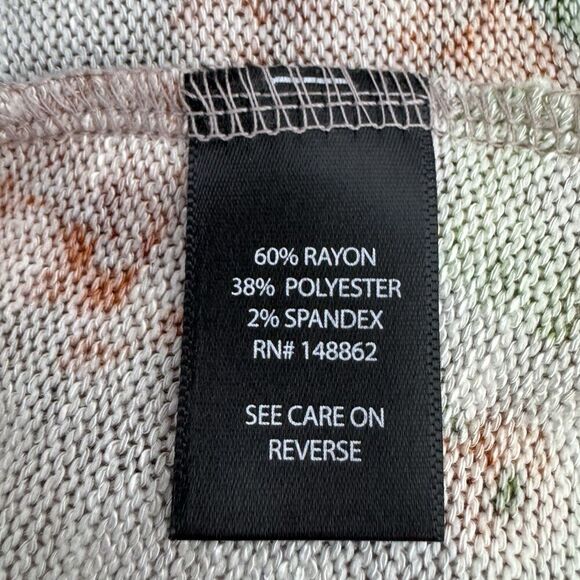 60% RAYON
38% POLYESTER
2% SPANDEX
RN# 148862
SEE CARE ON
REVERSE